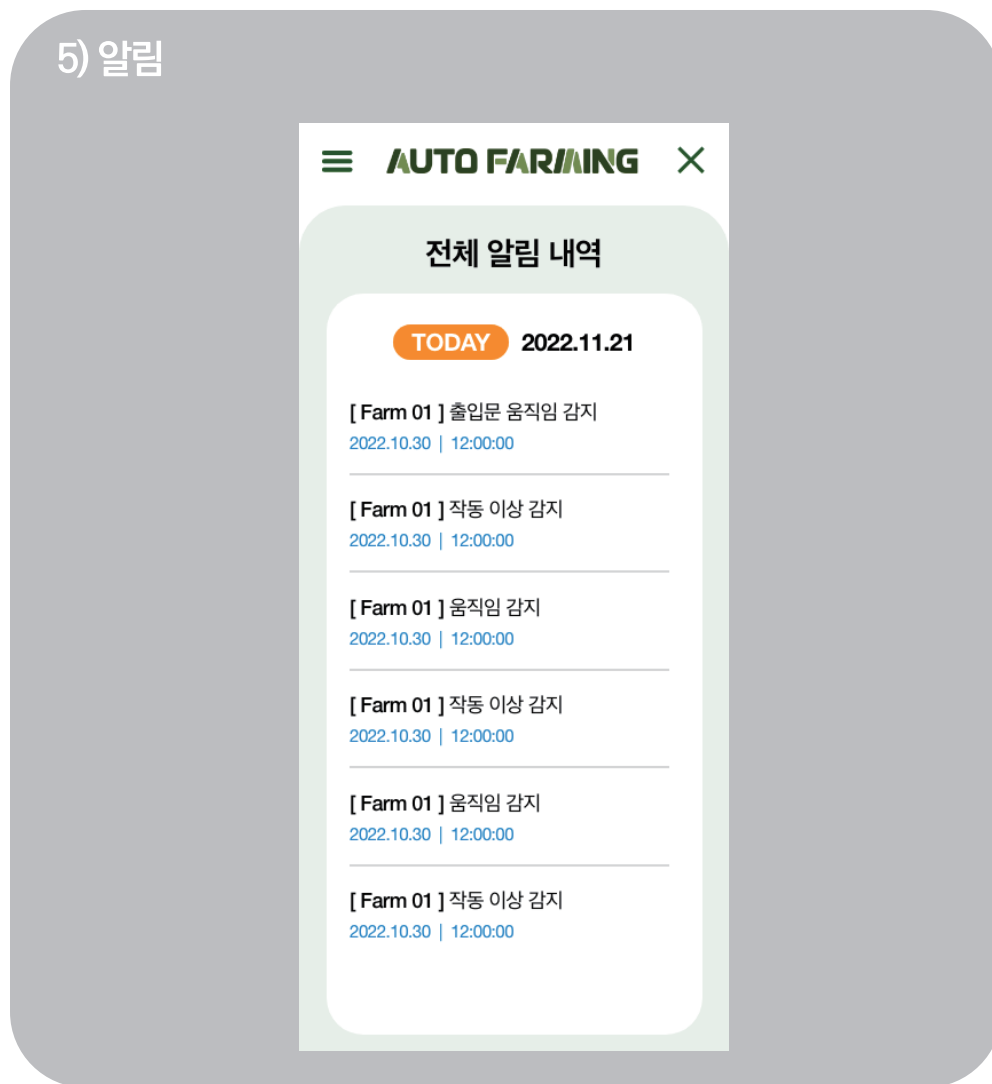 5) 알림
AUTO FARMING
전체 알림 내역
TODAY 2022.11.21
[ Farm 01 ] 출입문 움직임 감지
2022.10.30 | 12:00:00
[ Farm 01 ] 작동 이상 감지
2022.10.30 | 12:00:00
[ Farm 01 ] 움직임 감지
2022.10.30 | 12:00:00
[ Farm 01 ] 작동 이상 감지
2022.10.30 | 12:00:00
[ Farm 01 ] 움직임 감지
2022.10.30 | 12:00:00
[ Farm 01 ] 작동 이상 감지
2022.10.30 | 12:00:00